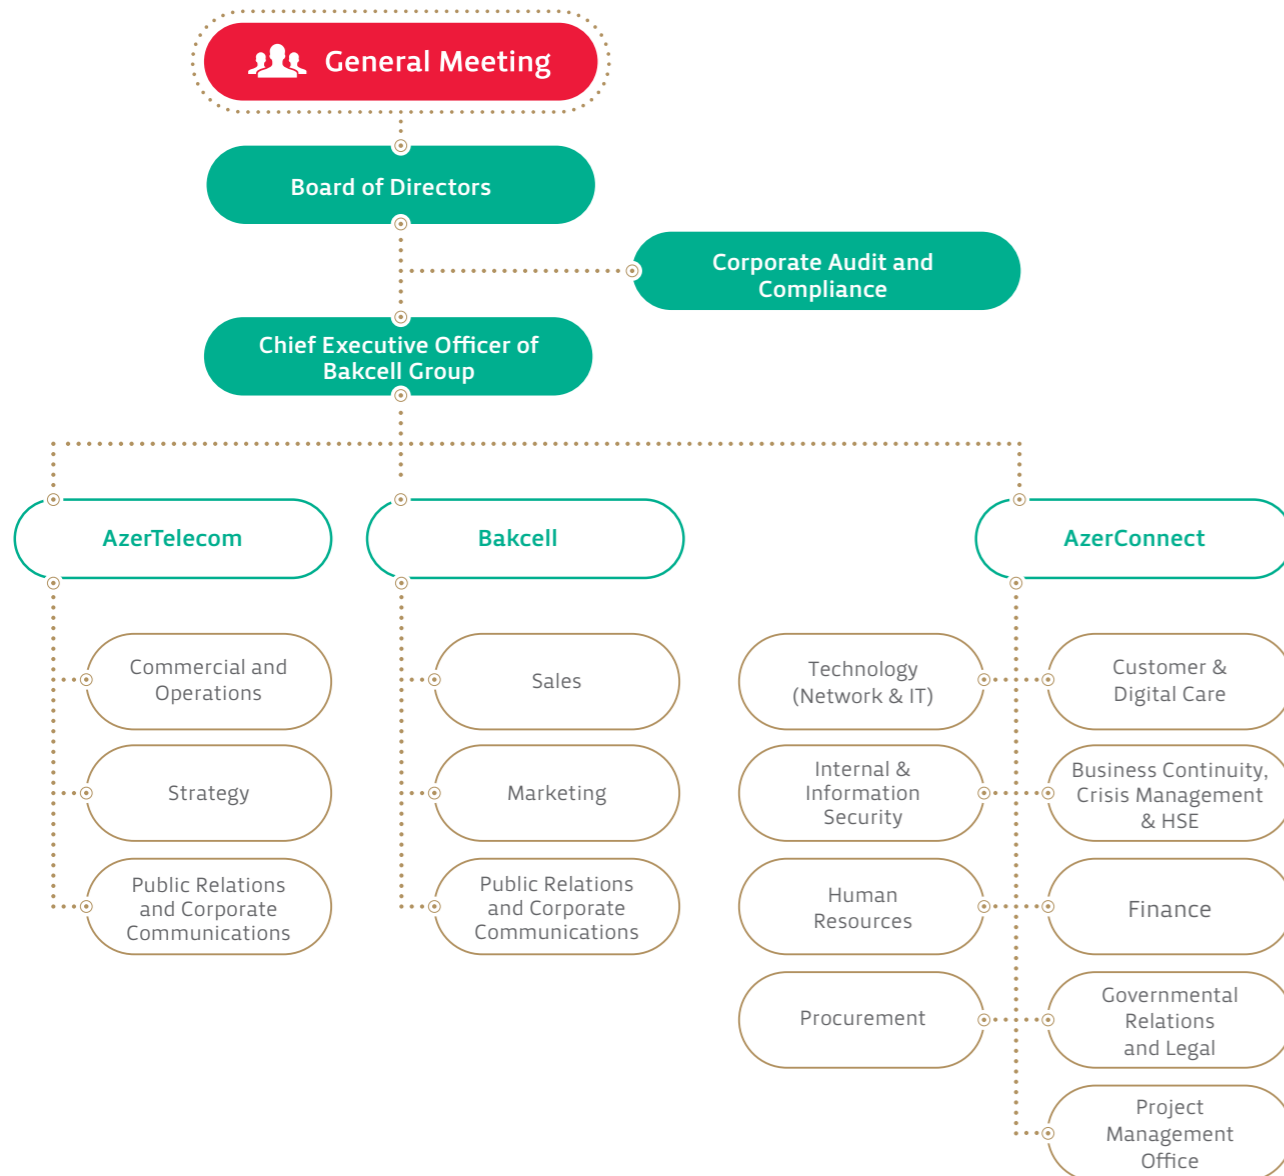 General Meeting
Board of Directors
Corporate Audit and
Compliance
Chief Executive Officer of
Bakcell Group
AzerTelecom
Bakcell
AzerConnect
Commercial and
Operations
Strategy
Public Relations
and Corporate
Communications
Sales
Marketing
Public Relations
and Corporate
Communications
Technology
(Network & IT)
Internal &
Information
Security
Human
Resources
Procurement
Customer &
Digital Care
Business Continuity,
Crisis Management
& HSE
Finance
Governmental
Relations
and Legal
Project
Management
Office